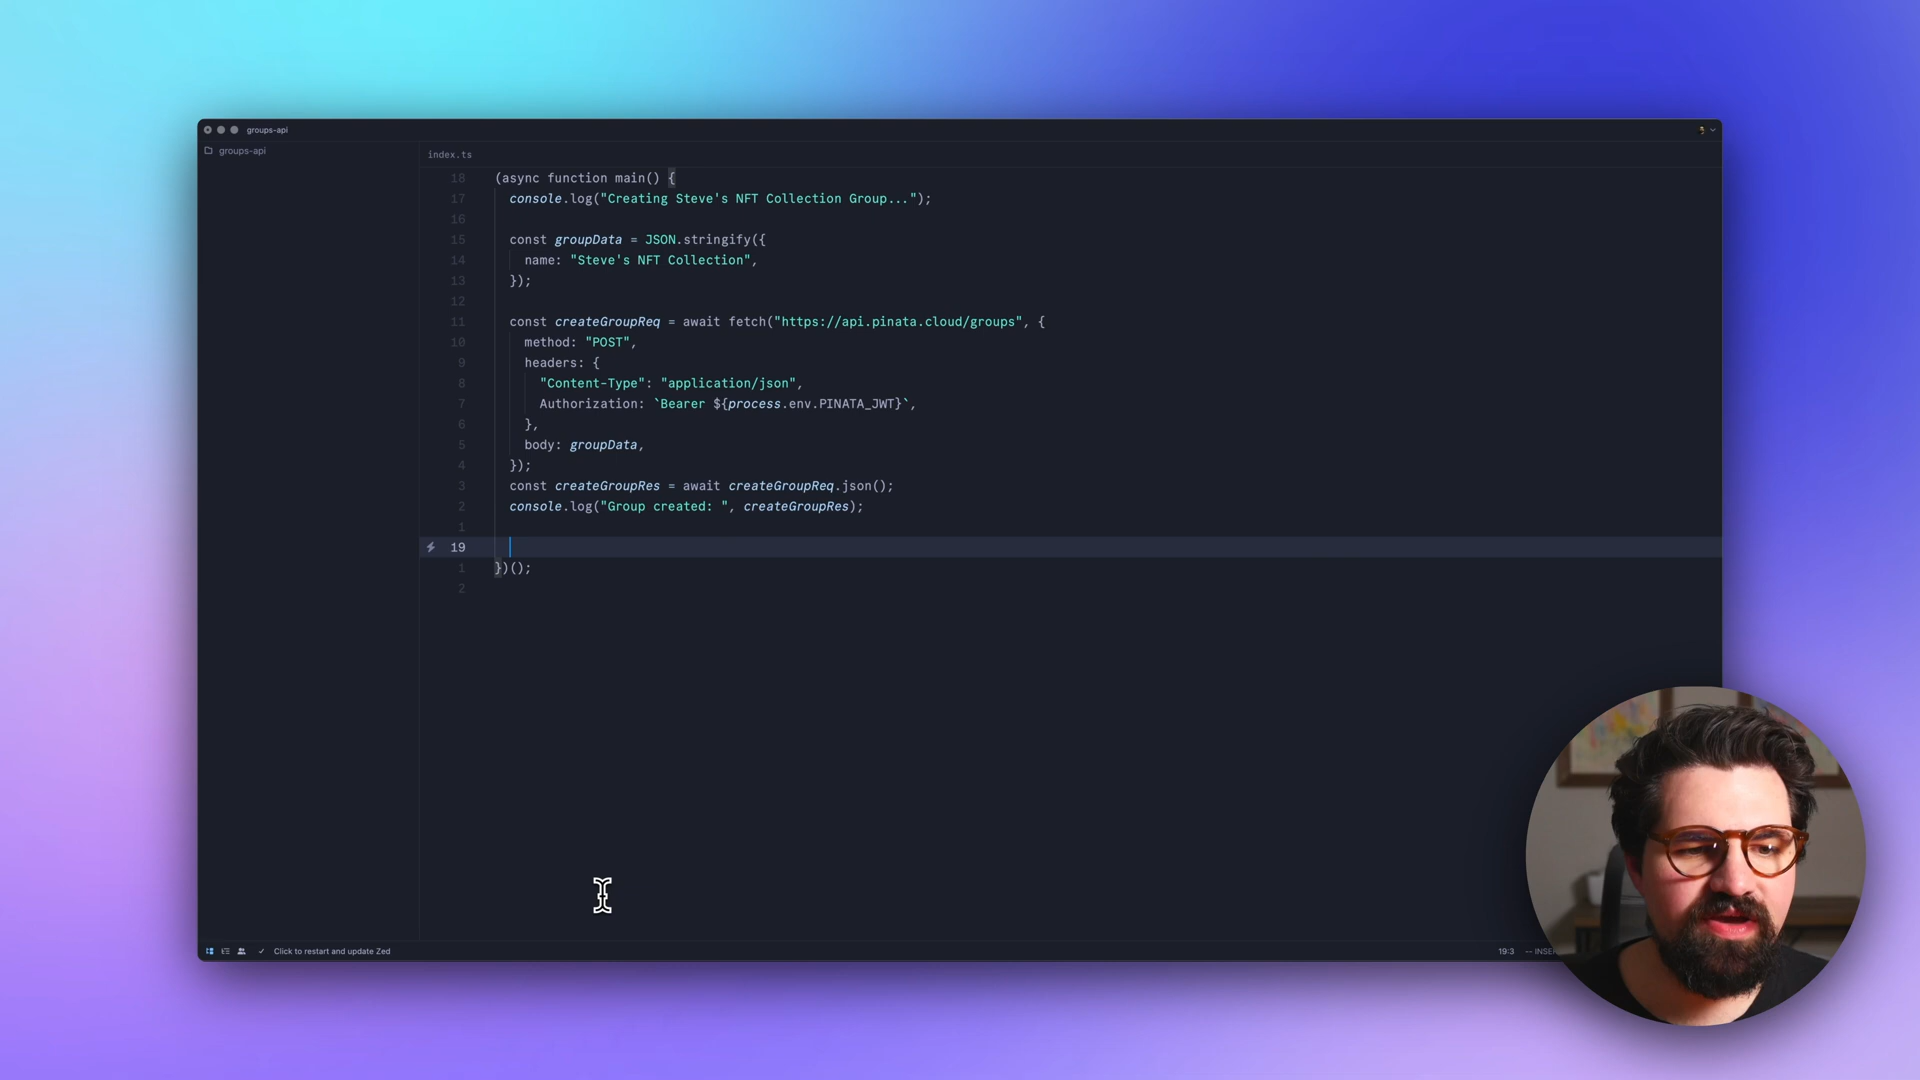 groups-api
groups-api
index.ts
18 (async function main() {
17 console.log("Creating Steve's NFT Collection Group...");
16
15 const groupData = JSON.stringify({
14 name: "Steve's NFT Collection",
13 });
12
11 const createGroupReq = await fetch("https://api.pinata.cloud/groups", {
10 method: "POST",
9 headers: {
8 "Content-Type": "application/json",
7 Authorization: `Bearer ${process.env.PINATA_JWT}`,
6 },
5 body: groupData,
4 });
3 const createGroupRes = await createGroupReq.json();
2 console.log("Group created: ", createGroupRes);
1
19
1 })();
2
Click to restart and update Zed
19:3 -- INSE